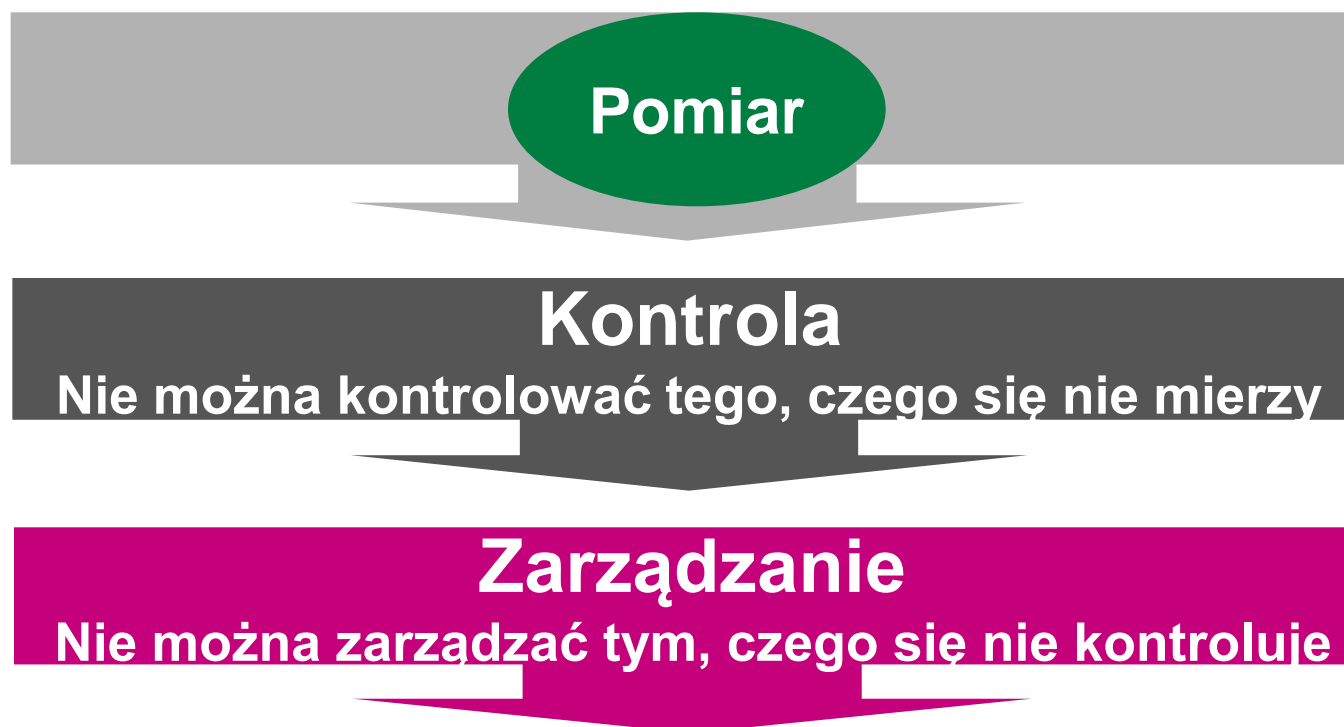 Pomiar
Kontrola
Nie można kontrolować tego, czego się nie mierzy
Zarządzanie
Nie można zarządzać tym, czego się nie kontroluje